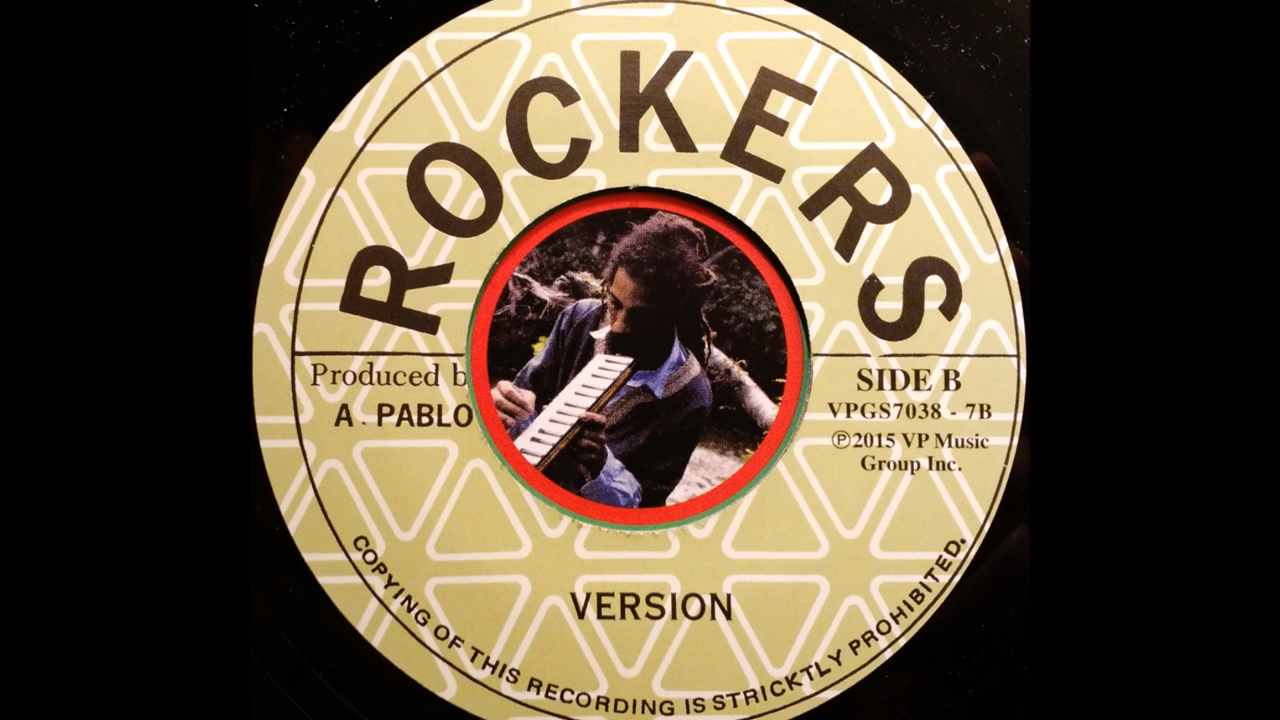 ROCKERS
Produced b
A. PABLO
SIDE B
VPGS7038 - 7B
℗2015 VP Music
Group Inc.
VERSION
COPYING OF THIS RECORDING IS STRICKTLY PROHIBITED.